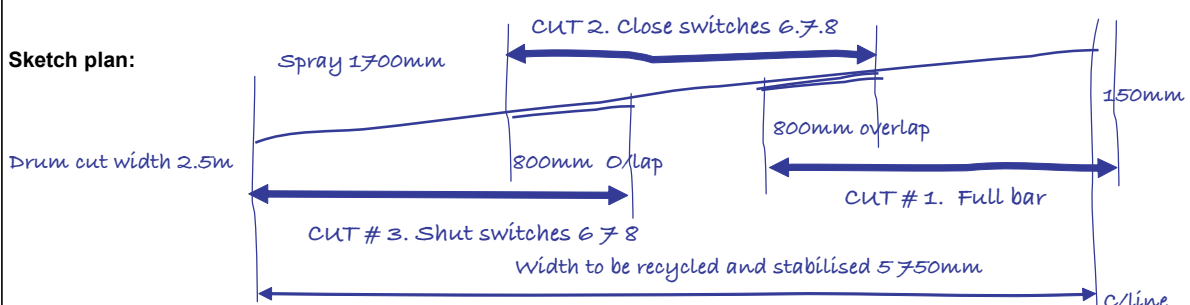 CUT 2. Close switches 6.7.8
Sketch plan:
Spray 1700mm
150mm
800mm overlap
Drum cut width 2.5m
800mm O/lap
CUT # 1. Full bar
CUT # 3. Shut switches 6 7 8
Width to be recycled and stabilised 5 750mm
C/line